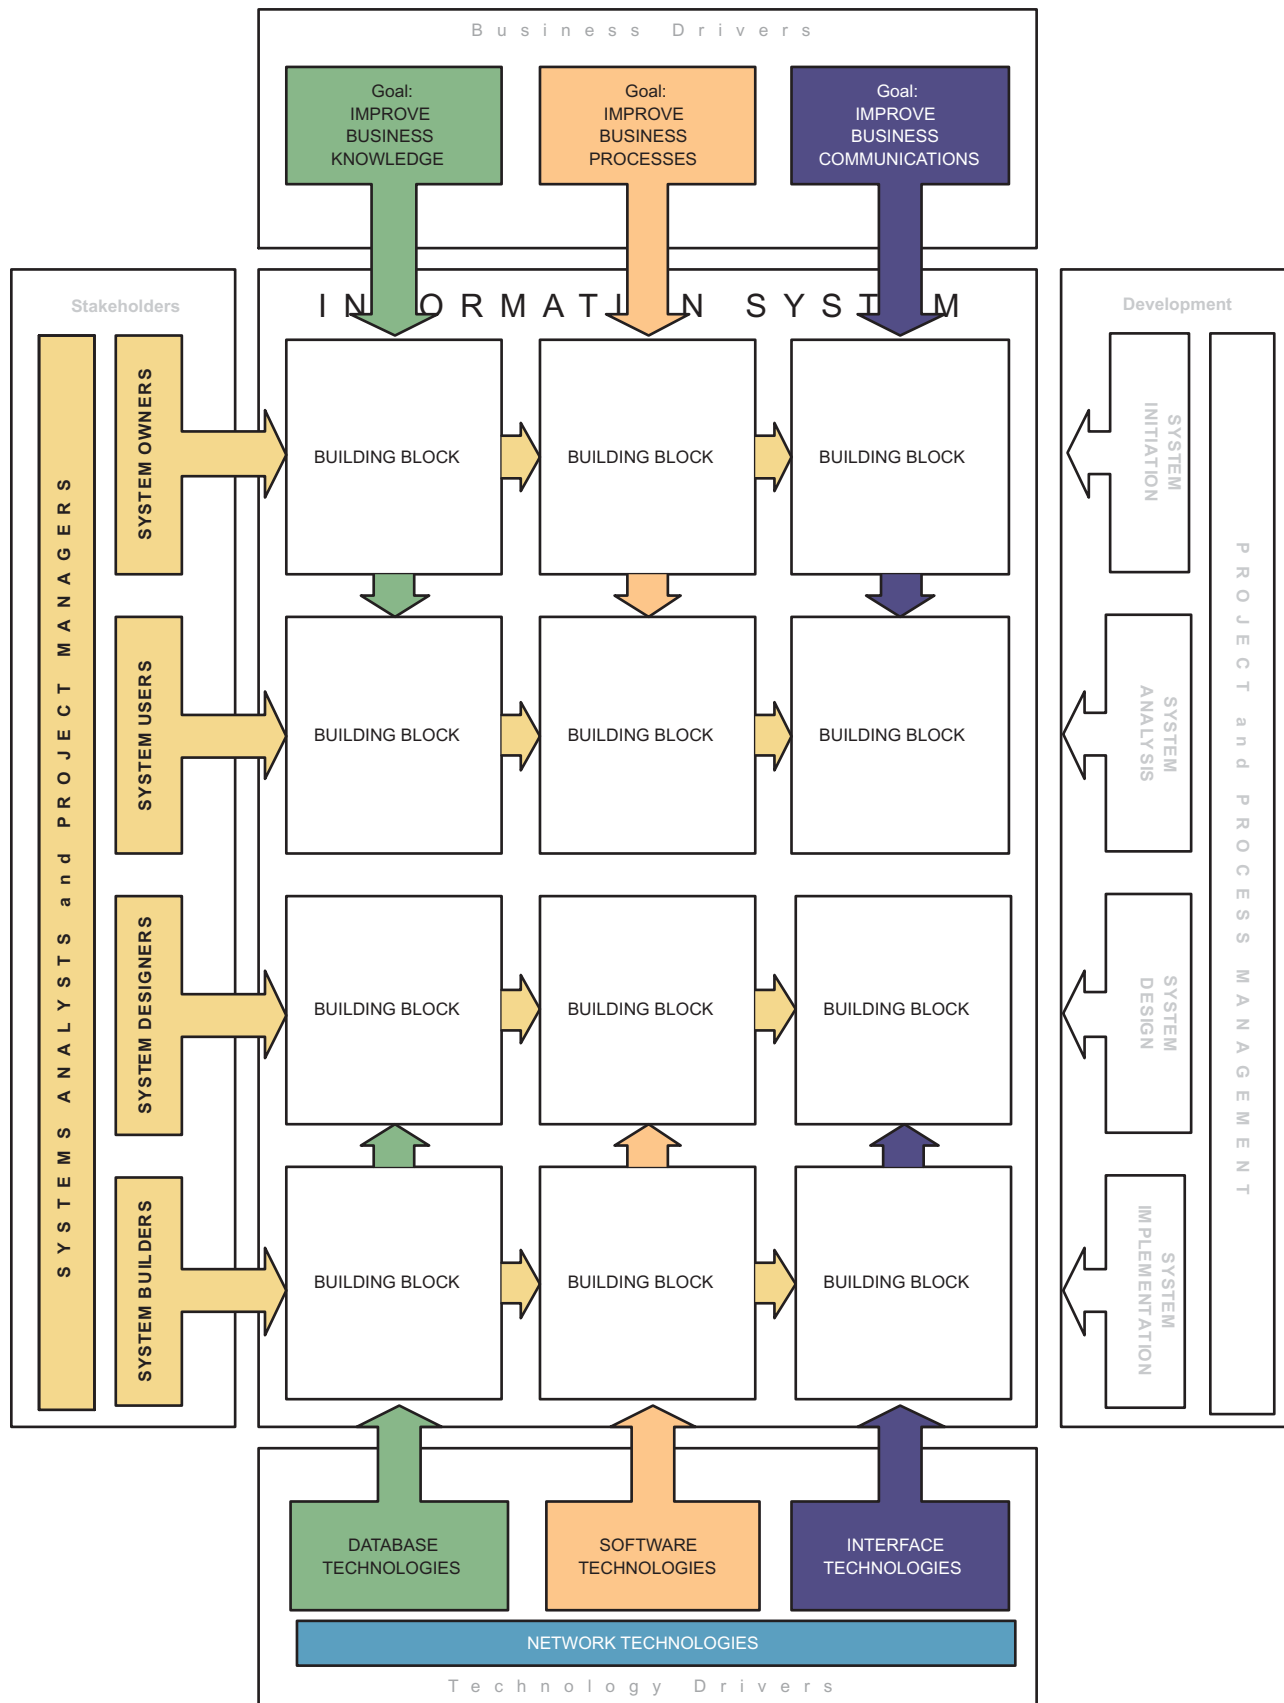 Business Drivers
Goal:
IMPROVE
BUSINESS
KNOWLEDGE
Goal:
IMPROVE
BUSINESS
PROCESSES
Goal:
IMPROVE
BUSINESS
COMMUNICATIONS
Stakeholders
INFORMATION SYSTEM
Development
SYSTEMS ANALYSTS and PROJECT MANAGERS
SYSTEM OWNERS
BUILDING BLOCK
BUILDING BLOCK
BUILDING BLOCK
SYSTEM
INITIATION
PROJECT and PROCESS MANAGEMENT
SYSTEM USERS
BUILDING BLOCK
BUILDING BLOCK
BUILDING BLOCK
SYSTEM
ANALYSIS
SYSTEM DESIGNERS
BUILDING BLOCK
BUILDING BLOCK
BUILDING BLOCK
SYSTEM
DESIGN
SYSTEM BUILDERS
BUILDING BLOCK
BUILDING BLOCK
BUILDING BLOCK
SYSTEM
IMPLEMENTATION
DATABASE
TECHNOLOGIES
SOFTWARE
TECHNOLOGIES
INTERFACE
TECHNOLOGIES
NETWORK TECHNOLOGIES
Technology Drivers